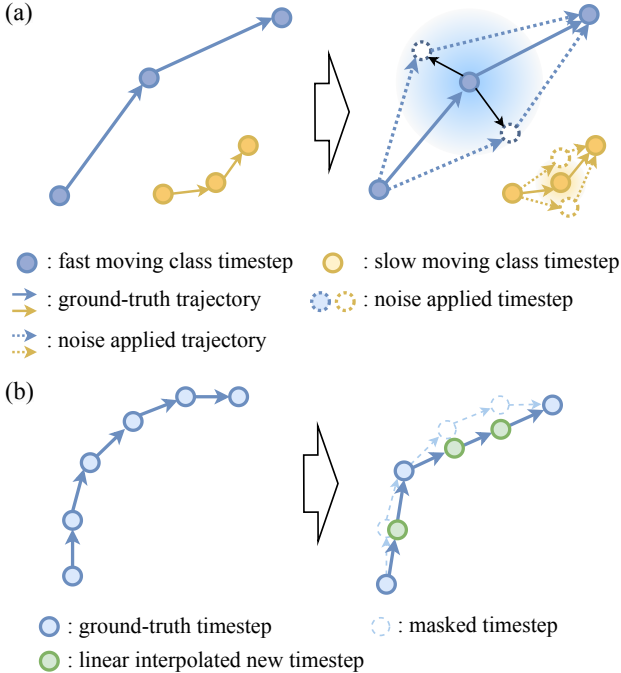 (a)
: fast moving class timestep
: slow moving class timestep
: ground-truth trajectory
: noise applied timestep
: noise applied trajectory
(b)
: ground-truth timestep
: masked timestep
: linear interpolated new timestep